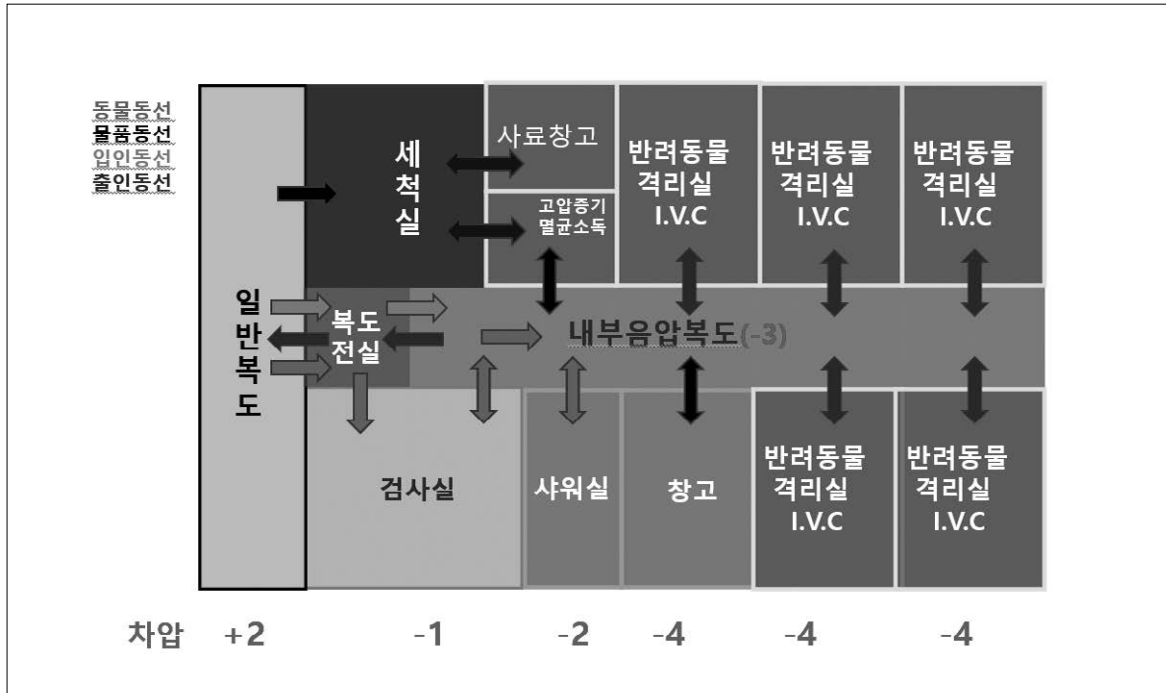 동물동선
물품동선
입인동선
출인동선
일
반
복
도
세
척
실
사료창고
고압증기
멸균소독
반려동물
격리실
I.V.C
반려동물
격리실
I.V.C
반려동물
격리실
I.V.C
복도
전실
내부음압복도(-3)
검사실
샤워실
창고
반려동물
격리실
I.V.C
반려동물
격리실
I.V.C
차압 +2 -1 -2 -4 -4 -4